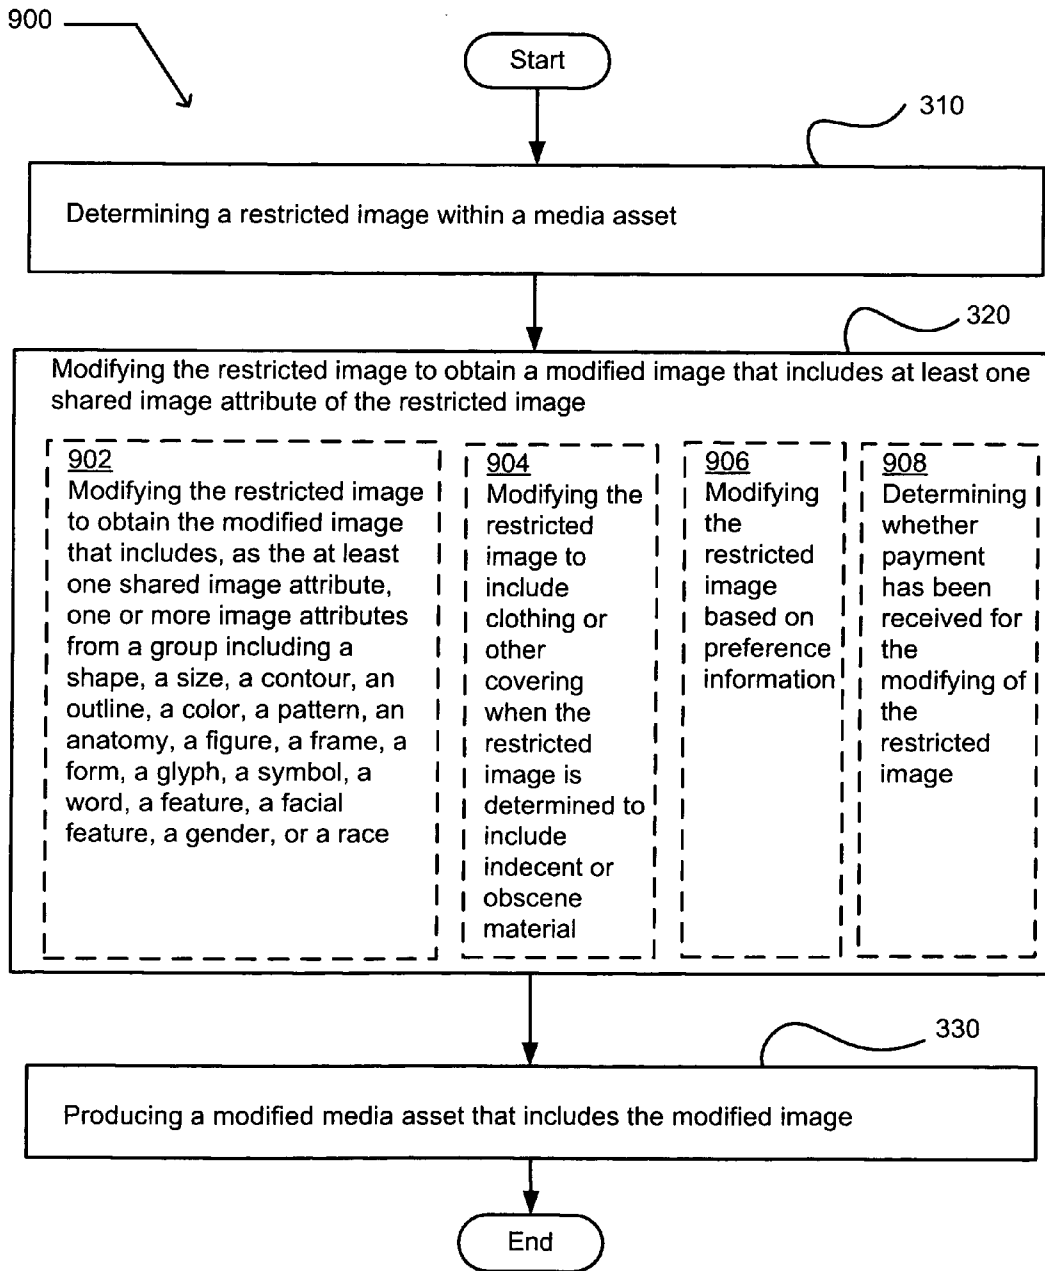 900
Start
310
Determining a restricted image within a media asset
320
Modifying the restricted image to obtain a modified image that includes at least one
shared image attribute of the restricted image
902
Modifying the restricted image
to obtain the modified image
that includes, as the at least
one shared image attribute,
one or more image attributes
from a group including a
shape, a size, a contour, an
outline, a color, a pattern, an
anatomy, a figure, a frame, a
form, a glyph, a symbol, a
word, a feature, a facial
feature, a gender, or a race
904
Modifying the
restricted
image to
include
clothing or
other
covering
when the
restricted
image is
determined to
include
indecent or
obscene
material
906
Modifying
the
restricted
image
based on
preference
information
908
Determining
whether
payment
has been
received for
the
modifying of
the
restricted
image
330
Producing a modified media asset that includes the modified image
End